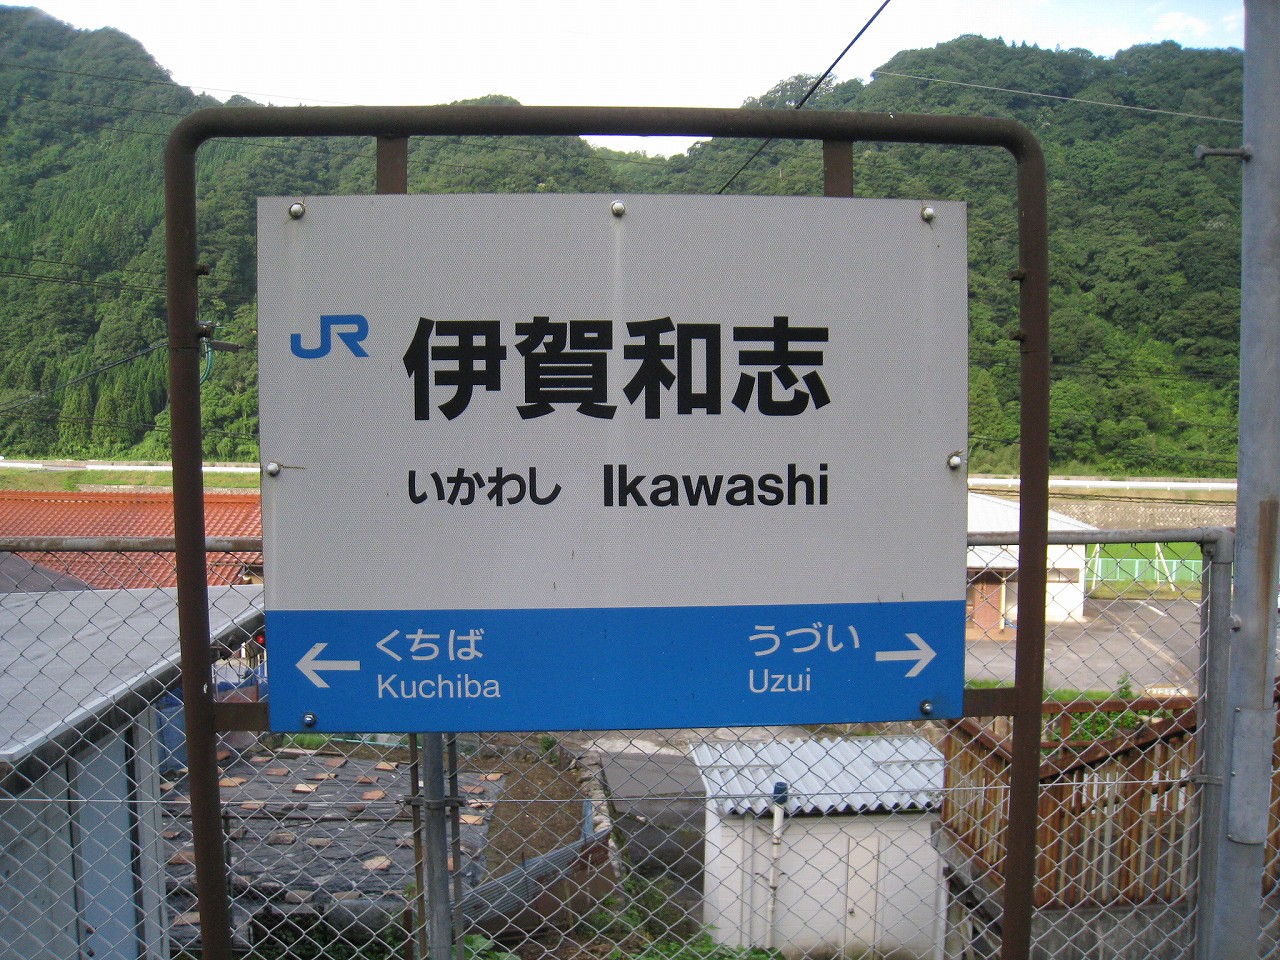 JR 伊賀和志
いかわし Ikawashi
← くちば うづい →
Kuchiba Uzui